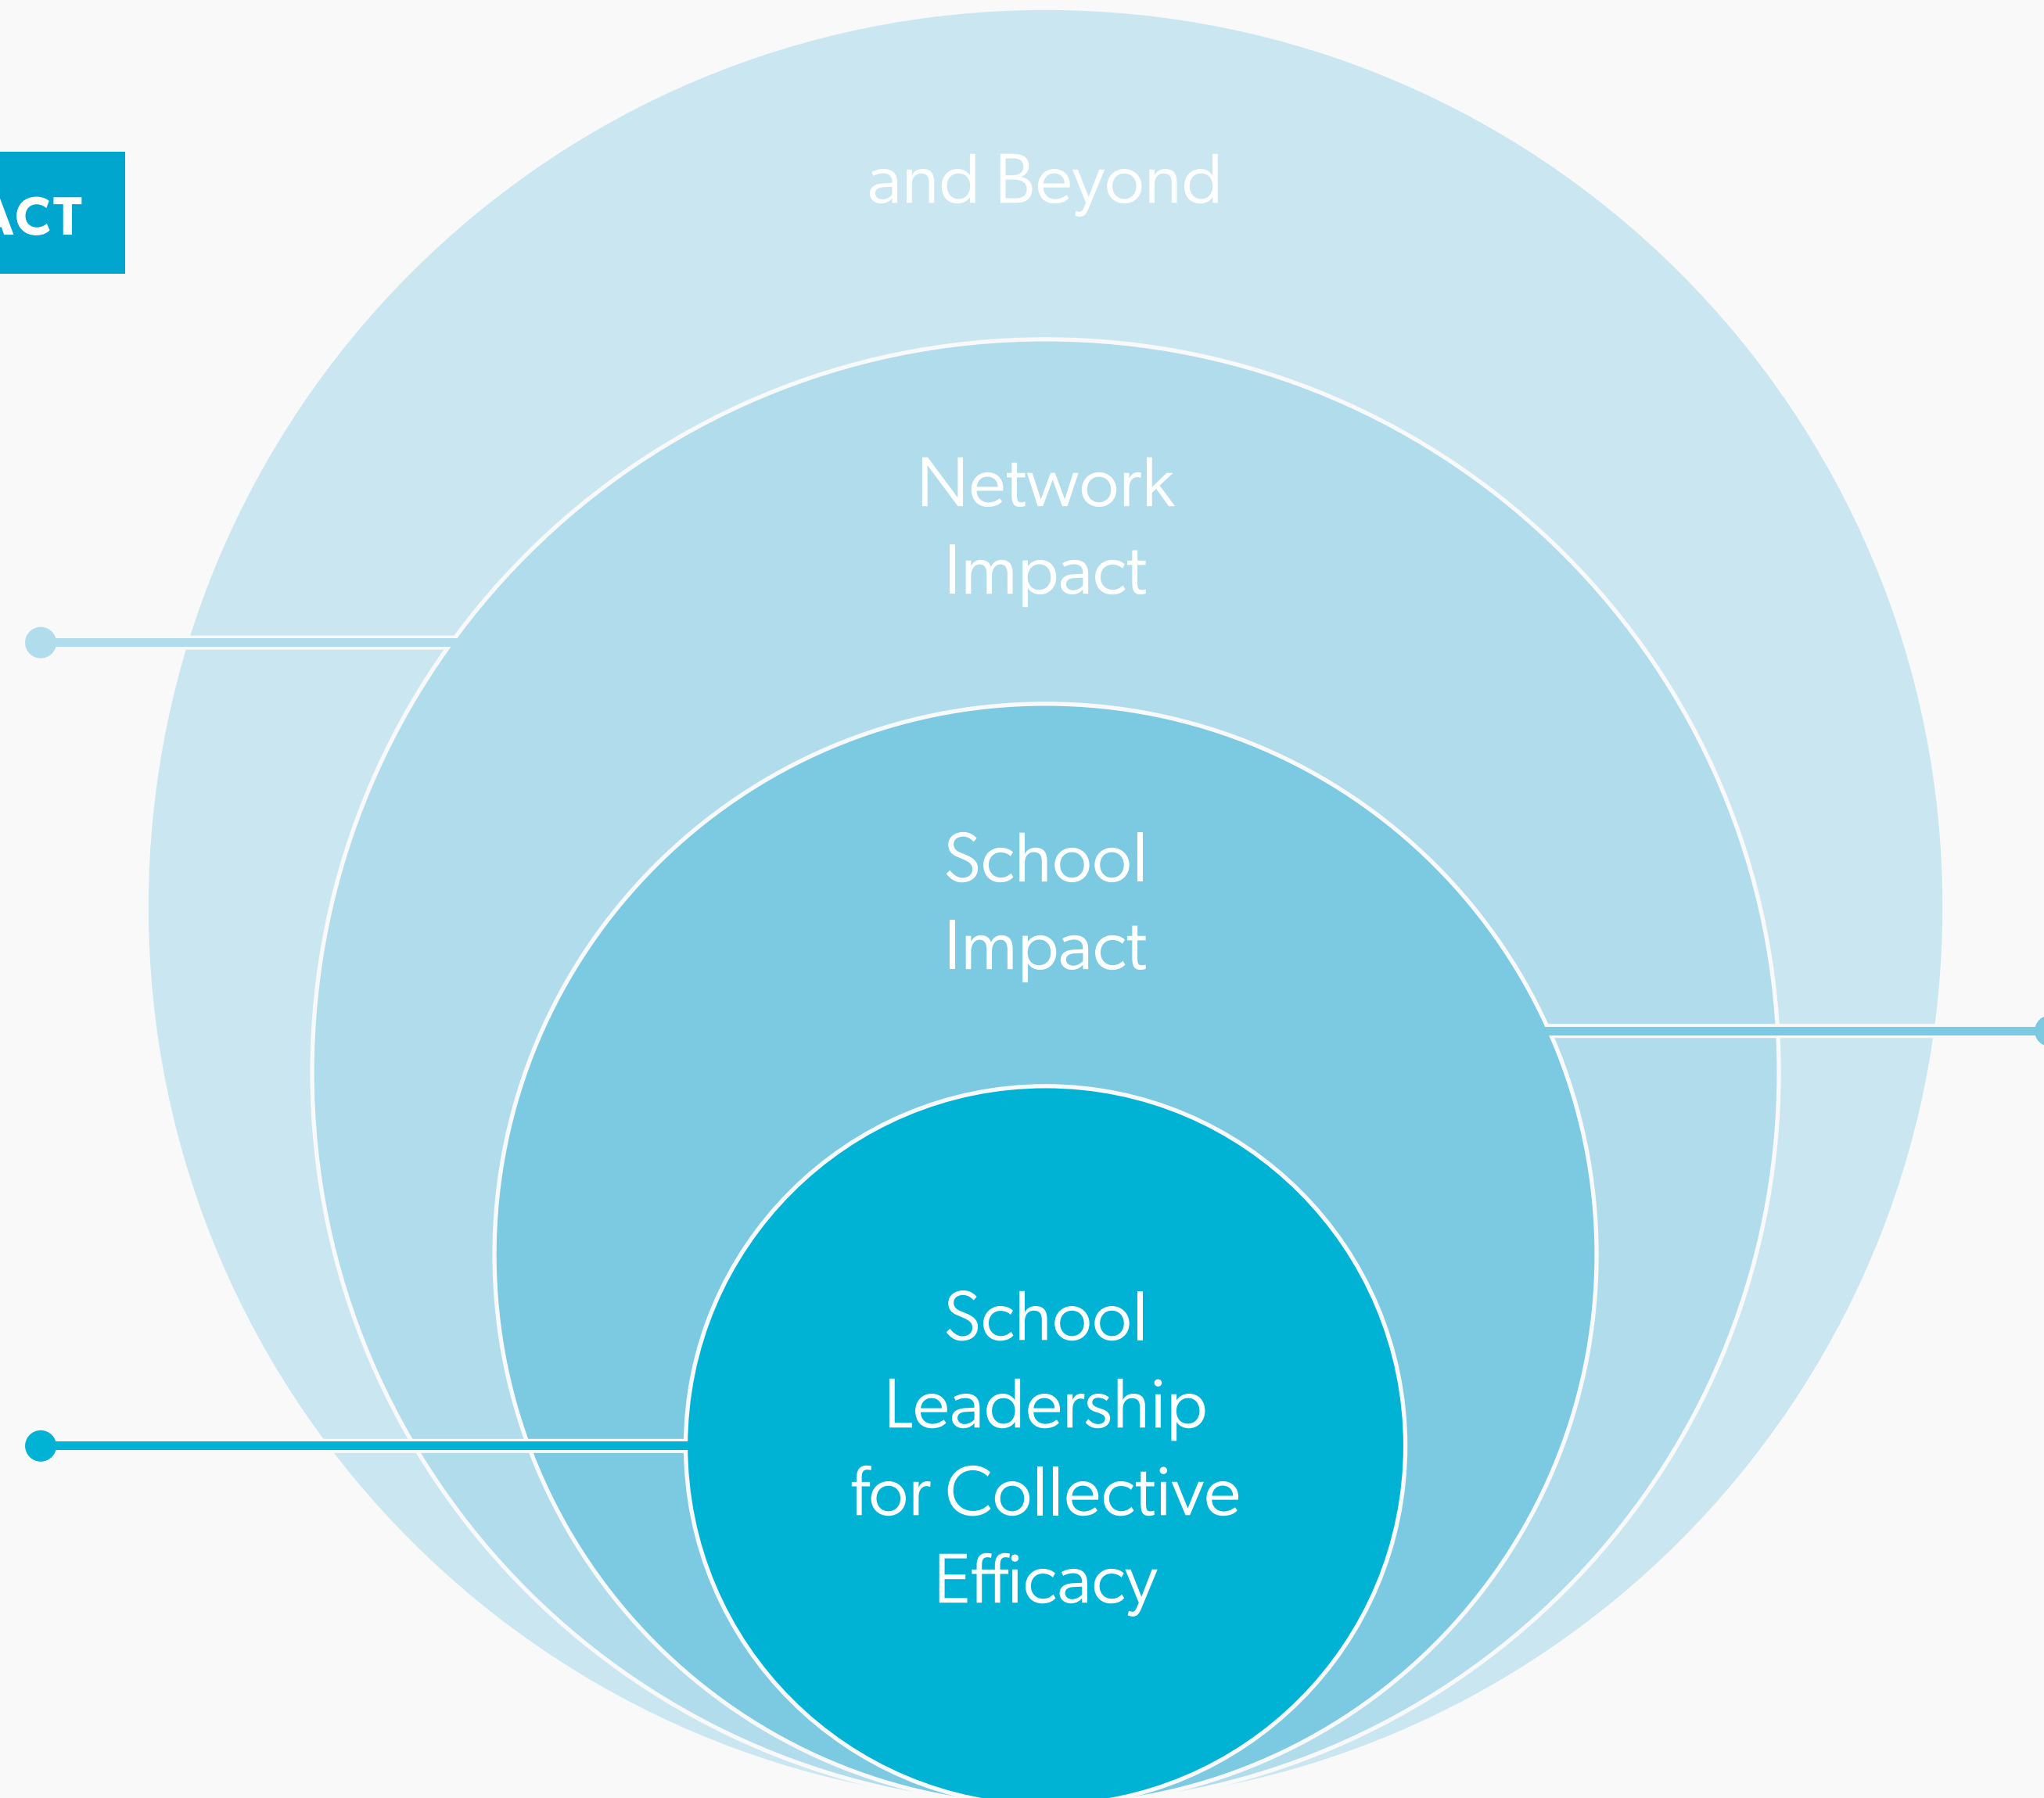 and Beyond
ACT
Network
Impact
School
Impact
School
Leadership
for Collective
Efficacy